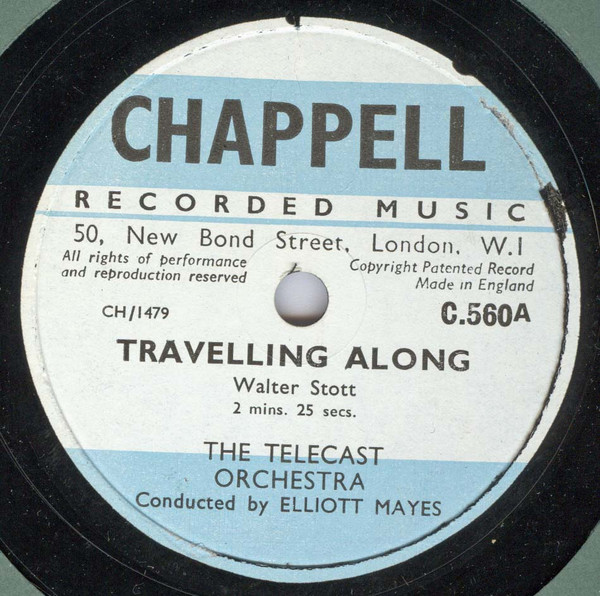 CHAPPELL
RECORDED MUSIC
50, New Bond Street, London, W.I
All rights of performance
and reproduction reserved
Copyright Patented Record
Made in England
CH/1479
C.560A
TRAVELLING ALONG
Walter Stott
2 mins. 25 secs.
THE TELECAST
ORCHESTRA
Conducted by ELLIOTT MAYES